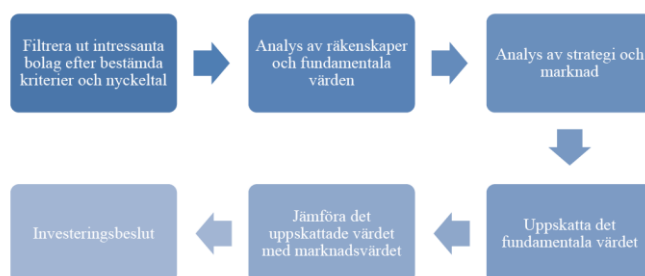 Filtrera ut intressanta
bolag efter bestämda
kriterier och nyckeltal
Analys av räkenskaper
och fundamentala
värden
Analys av strategi och
marknad
Uppskatta det
fundamentala värdet
Jämföra det
uppskattade värdet
med marknadsvärdet
Investeringsbeslut